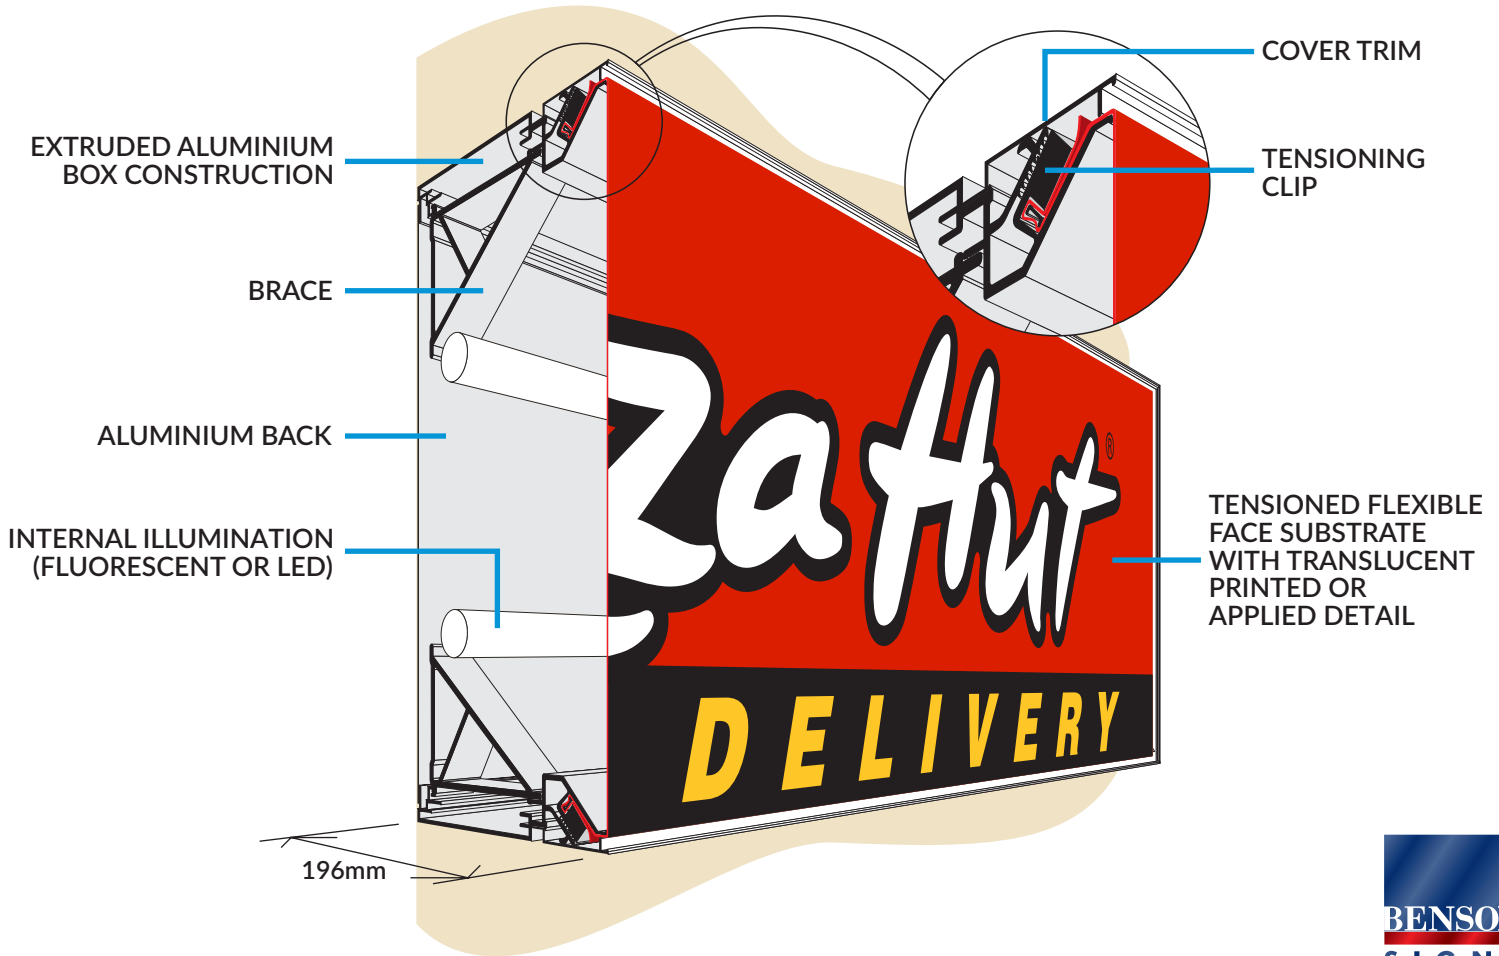 COVER TRIM
TENSIONING
CLIP
EXTRUDED ALUMINIUM
BOX CONSTRUCTION
BRACE
ALUMINIUM BACK
INTERNAL ILLUMINATION
(FLUORESCENT OR LED)
TENSIONED FLEXIBLE
FACE SUBSTRATE
WITH TRANSLUCENT
PRINTED OR
APPLIED DETAIL
za Hut ®
DELIVERY
196mm
BENSO
SIGN